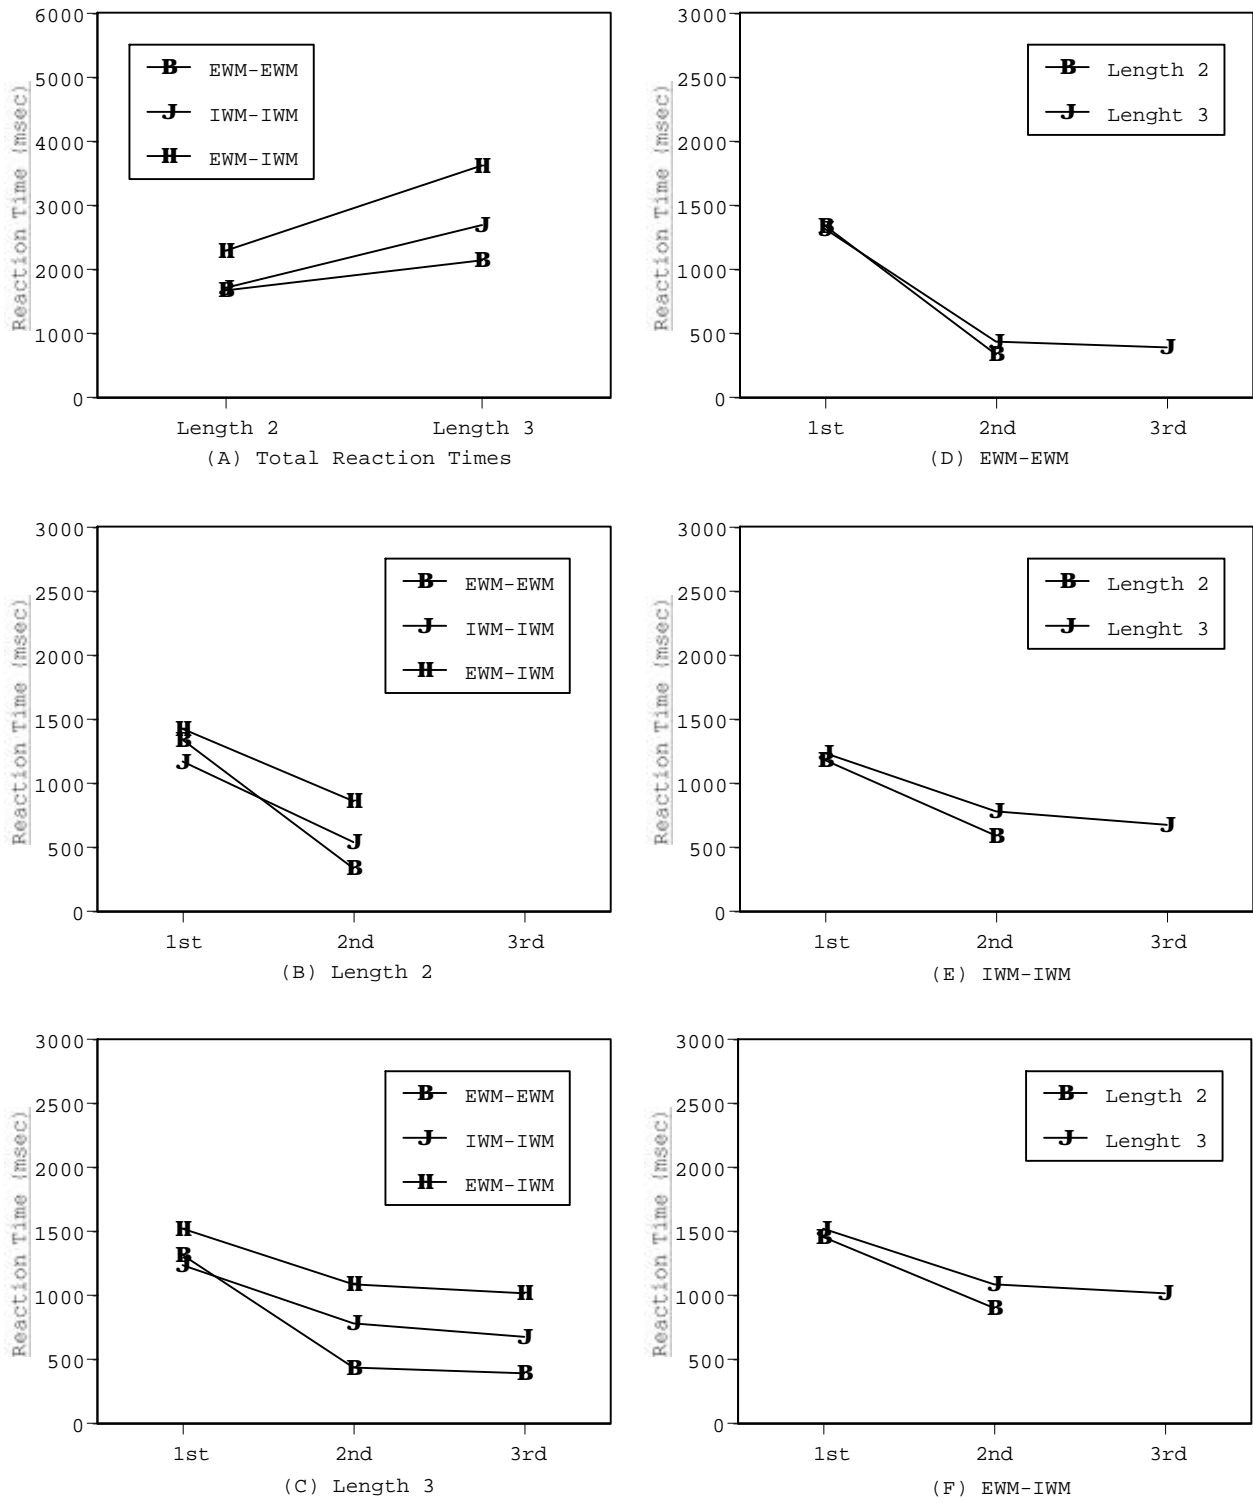 6000
5000
4000
3000
2000
1000
0
Reaction Time (msec)
B EWM-EWM
J IWM-IWM
H EWM-IWM
H
H
J
J
B
B
Length 2 Length 3
(A) Total Reaction Times
3000
2500
2000
1500
1000
500
0
Reaction Time (msec)
B Length 2
J Lenght 3
B
J
J
B
J
1st 2nd 3rd
(D) EWM-EWM
3000
2500
2000
1500
1000
500
0
Reaction Time (msec)
B EWM-EWM
J IWM-IWM
H EWM-IWM
H
B
J
H
J
B
1st 2nd 3rd
(B) Length 2
3000
2500
2000
1500
1000
500
0
Reaction Time (msec)
B Length 2
J Lenght 3
J
B
J
B
J
1st 2nd 3rd
(E) IWM-IWM
3000
2500
2000
1500
1000
500
0
Reaction Time (msec)
B EWM-EWM
J IWM-IWM
H EWM-IWM
H
B
J
H
J
B
H
J
B
1st 2nd 3rd
(C) Length 3
3000
2500
2000
1500
1000
500
0
Reaction Time (msec)
B Length 2
J Lenght 3
J
B
J
B
J
1st 2nd 3rd
(F) EWM-IWM